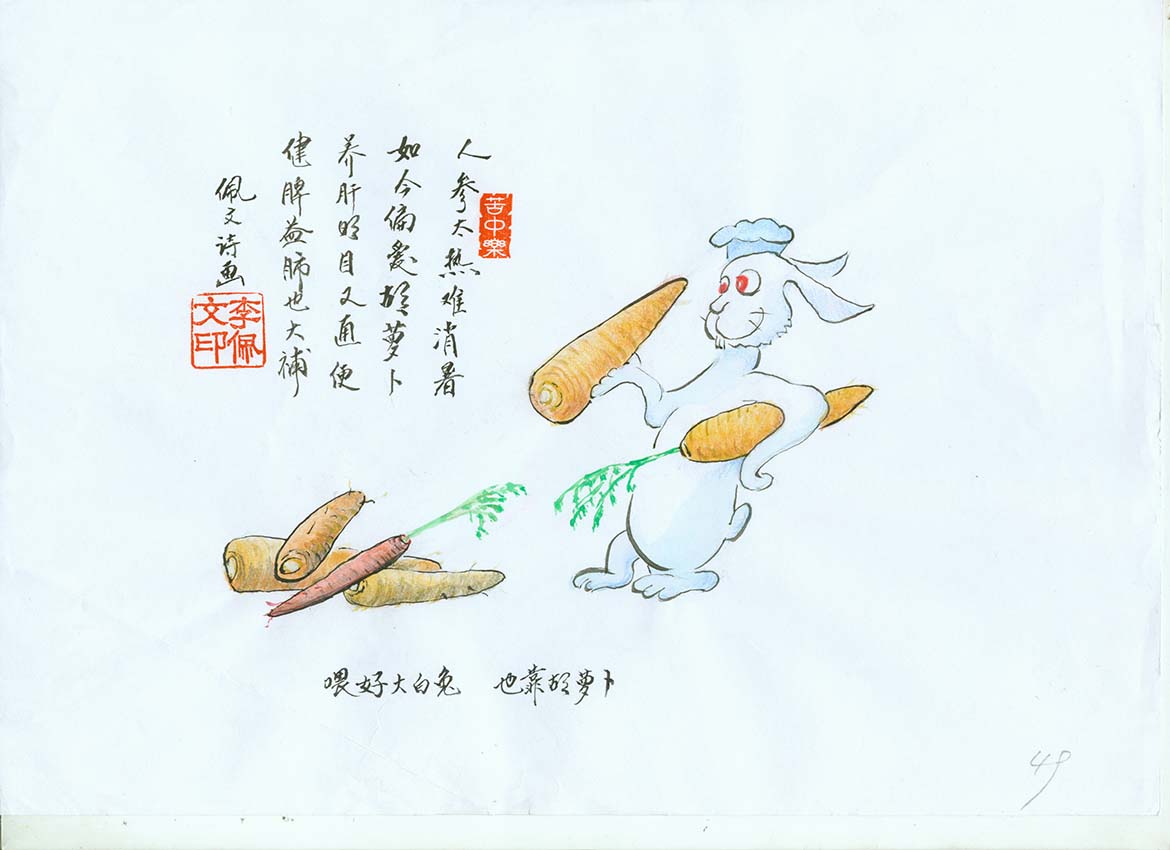 人参太热难消暑
如今偏爱胡萝卜
养肝明目又通便
健脾益肺也大補
佩文诗画
苦中樂
李佩文印
喂好大白兔 也靠胡萝卜
49